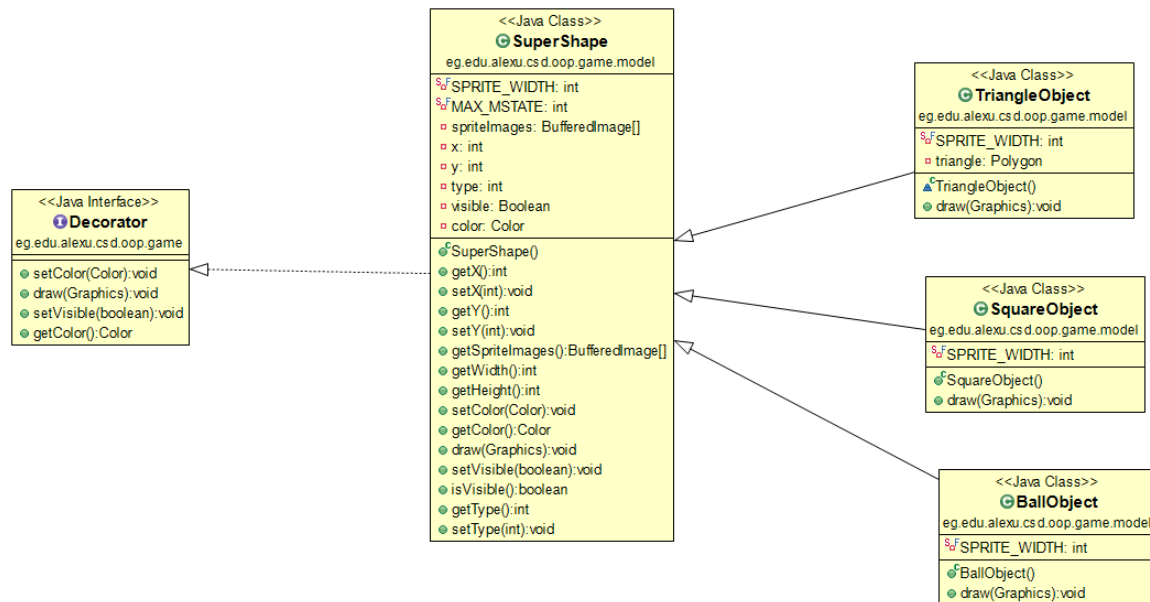 <<Java Interface>>
Decorator
eg.edu.alexu.csd.oop.game
setColor(Color):void
draw(Graphics):void
setVisible(boolean):void
getColor():Color
<<Java Class>>
SuperShape
eg.edu.alexu.csd.oop.game.model
SPRITE_WIDTH: int
MAX_MSTATE: int
spriteImages: BufferedImage[]
x: int
y: int
type: int
visible: Boolean
color: Color
SuperShape()
getX():int
setX(int):void
getY():int
setY(int):void
getSpriteImages():BufferedImage[]
getWidth():int
getHeight():int
setColor(Color):void
getColor():Color
draw(Graphics):void
setVisible(boolean):void
isVisible():boolean
getType():int
setType(int):void
<<Java Class>>
TriangleObject
eg.edu.alexu.csd.oop.game.model
SPRITE_WIDTH: int
triangle: Polygon
TriangleObject()
draw(Graphics):void
<<Java Class>>
SquareObject
eg.edu.alexu.csd.oop.game.model
SPRITE_WIDTH: int
SquareObject()
draw(Graphics):void
<<Java Class>>
BallObject
eg.edu.alexu.csd.oop.game.model
SPRITE_WIDTH: int
BallObject()
draw(Graphics):void